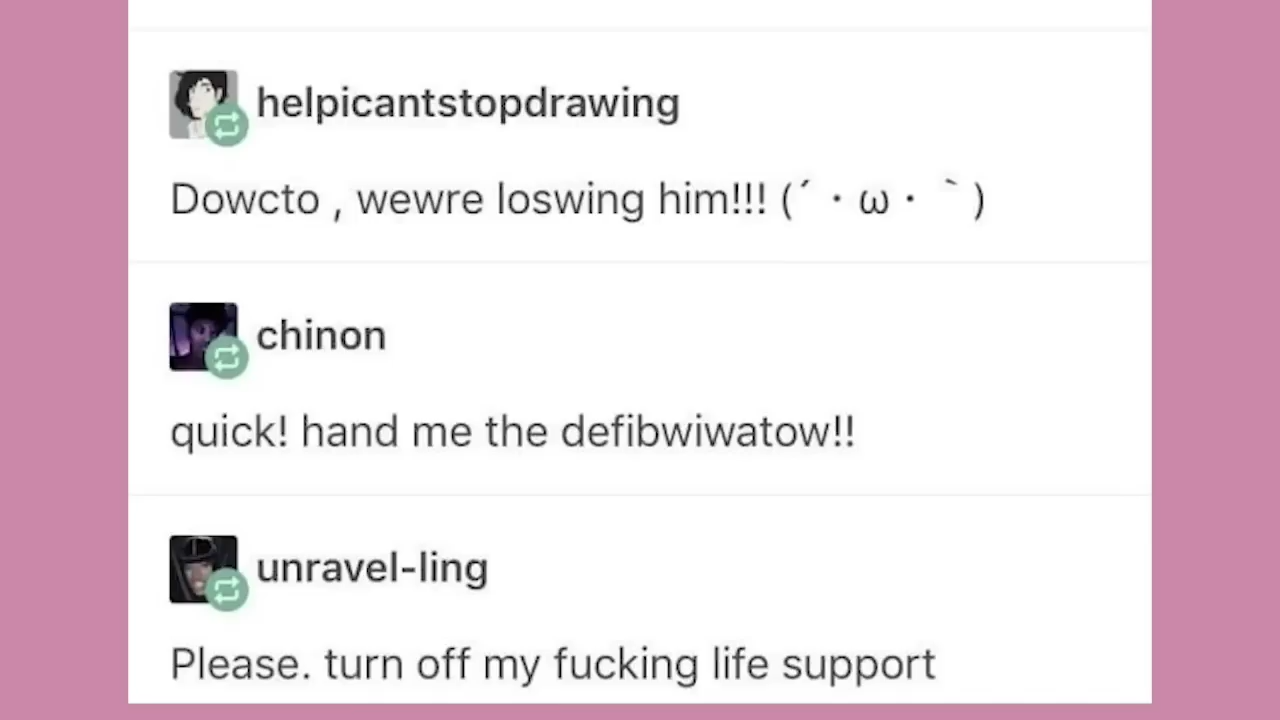 helpicantstopdrawing
Dowcto , wewre loswing him!!! (´・ω・｀)
chinon
quick! hand me the defibwiwatow!!
unravel-ling
Please. turn off my fucking life support